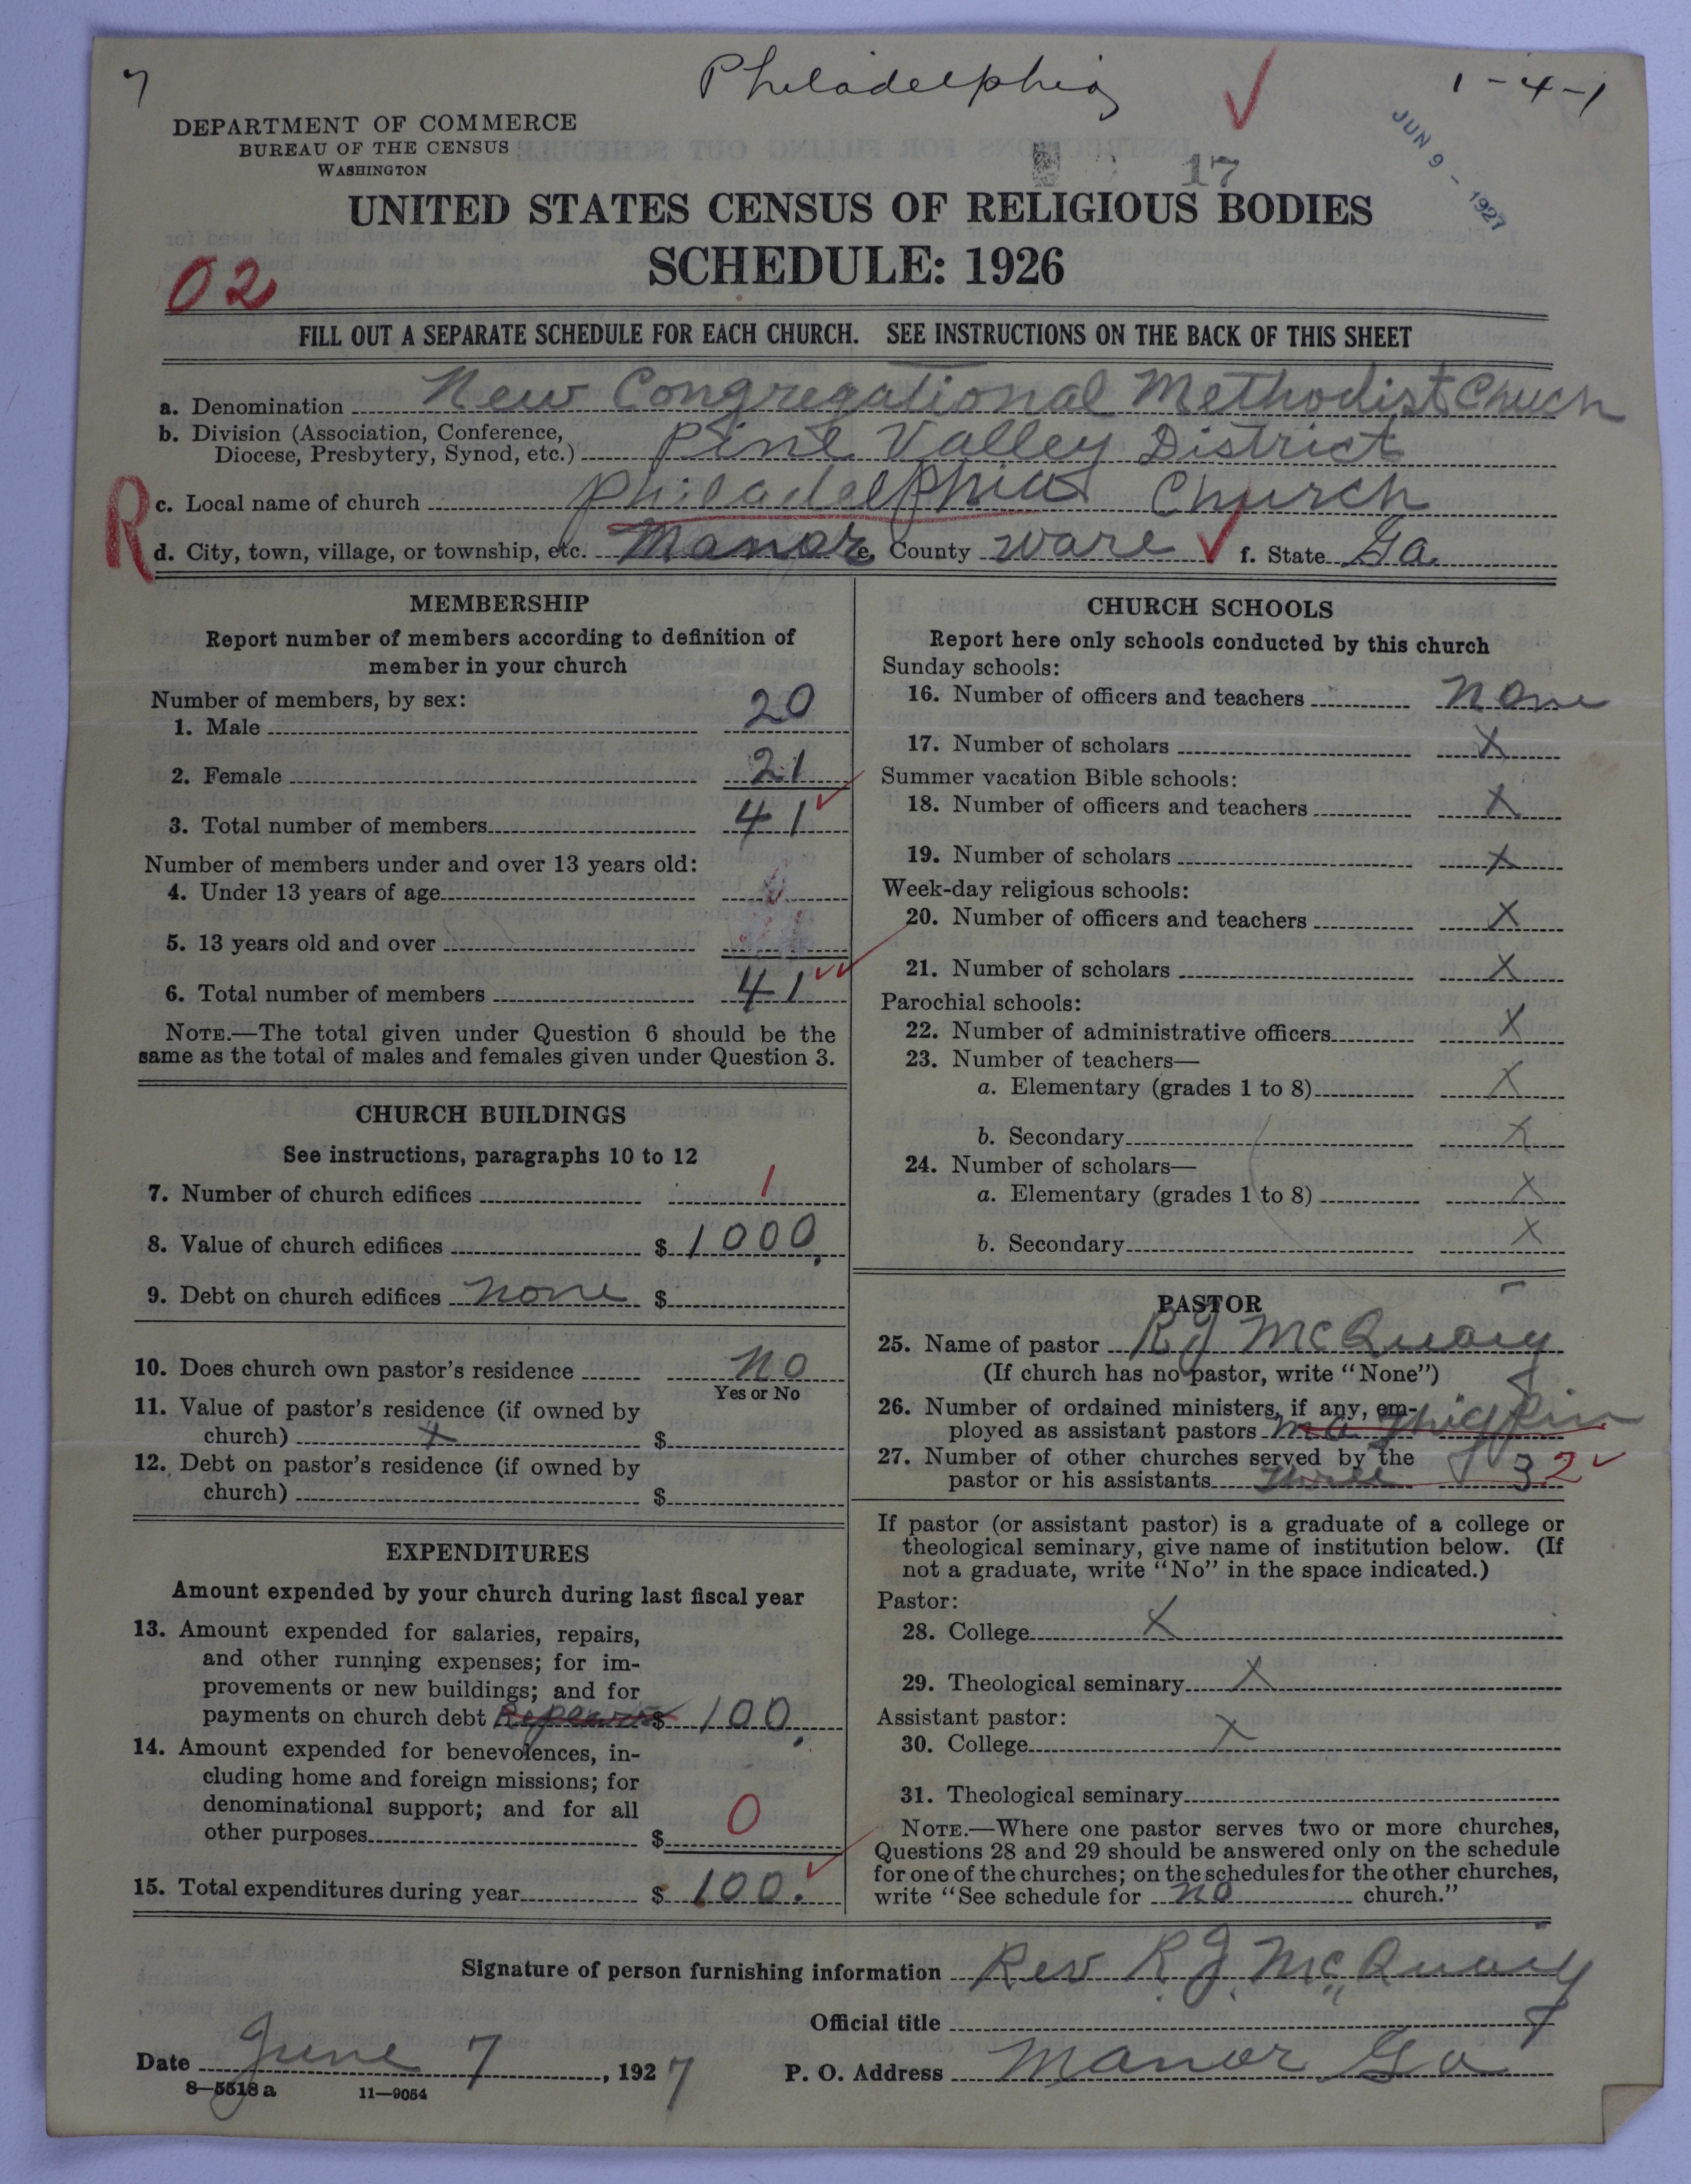 7
Philadelphia
1-4-1
DEPARTMENT OF COMMERCE
BUREAU OF THE CENSUS
WASHINGTON
17
JUN 9 - 1927
UNITED STATES CENSUS OF RELIGIOUS BODIES
SCHEDULE: 1926
02
FILL OUT A SEPARATE SCHEDULE FOR EACH CHURCH. SEE INSTRUCTIONS ON THE BACK OF THIS SHEET
a. Denomination New Congregational Methodist Chuch
b. Division (Association, Conference,
Diocese, Presbytery, Synod, etc.) Pine Valley District
R
c. Local name of church Philadelphia Church
d. City, town, village, or township, etc. Manor e. County Ware f. State Ga.
MEMBERSHIP
Report number of members according to definition of
member in your church
Number of members, by sex:
1. Male 20
2. Female 21
3. Total number of members 41
Number of members under and over 13 years old:
4. Under 13 years of age
5. 13 years old and over
6. Total number of members 41
NOTE.—The total given under Question 6 should be the
same as the total of males and females given under Question 3.
CHURCH BUILDINGS
See instructions, paragraphs 10 to 12
7. Number of church edifices 1
8. Value of church edifices $ 1000.
9. Debt on church edifices none $
10. Does church own pastor's residence no
Yes or No
11. Value of pastor's residence (if owned by
church) x $
12. Debt on pastor's residence (if owned by
church) $
EXPENDITURES
Amount expended by your church during last fiscal year
13. Amount expended for salaries, repairs,
and other running expenses; for im-
provements or new buildings; and for
payments on church debt $ 100.
14. Amount expended for benevolences, in-
cluding home and foreign missions; for
denominational support; and for all
other purposes $ 0
15. Total expenditures during year $ 100.
CHURCH SCHOOLS
Report here only schools conducted by this church
Sunday schools:
16. Number of officers and teachers none
17. Number of scholars X
Summer vacation Bible schools:
18. Number of officers and teachers X
19. Number of scholars X
Week-day religious schools:
20. Number of officers and teachers X
21. Number of scholars X
Parochial schools:
22. Number of administrative officers X
23. Number of teachers—
a. Elementary (grades 1 to 8) X
b. Secondary X
24. Number of scholars—
a. Elementary (grades 1 to 8) X
b. Secondary X
PASTOR
25. Name of pastor R J McQuaig
(If church has no pastor, write "None")
26. Number of ordained ministers, if any, em-
ployed as assistant pastors
27. Number of other churches served by the
pastor or his assistants three 3 2
If pastor (or assistant pastor) is a graduate of a college or
theological seminary, give name of institution below. (If
not a graduate, write "No" in the space indicated.)
Pastor:
28. College X
29. Theological seminary X
Assistant pastor:
30. College X
31. Theological seminary
NOTE.—Where one pastor serves two or more churches,
Questions 28 and 29 should be answered only on the schedule
for one of the churches; on the schedules for the other churches,
write "See schedule for no church."
Signature of person furnishing information Rev R. J. McQuaig
Official title
Date June 7, 1927 P. O. Address Manor Ga
8—5518 a 11—9054